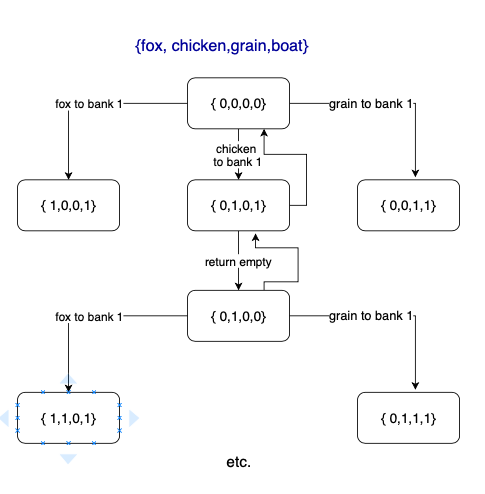 {fox, chicken,grain,boat}
{ 0,0,0,0}
fox to bank 1
grain to bank 1
chicken
to bank 1
{ 1,0,0,1}
{ 0,1,0,1}
{ 0,0,1,1}
return empty
{ 0,1,0,0}
fox to bank 1
grain to bank 1
{ 1,1,0,1}
{ 0,1,1,1}
etc.